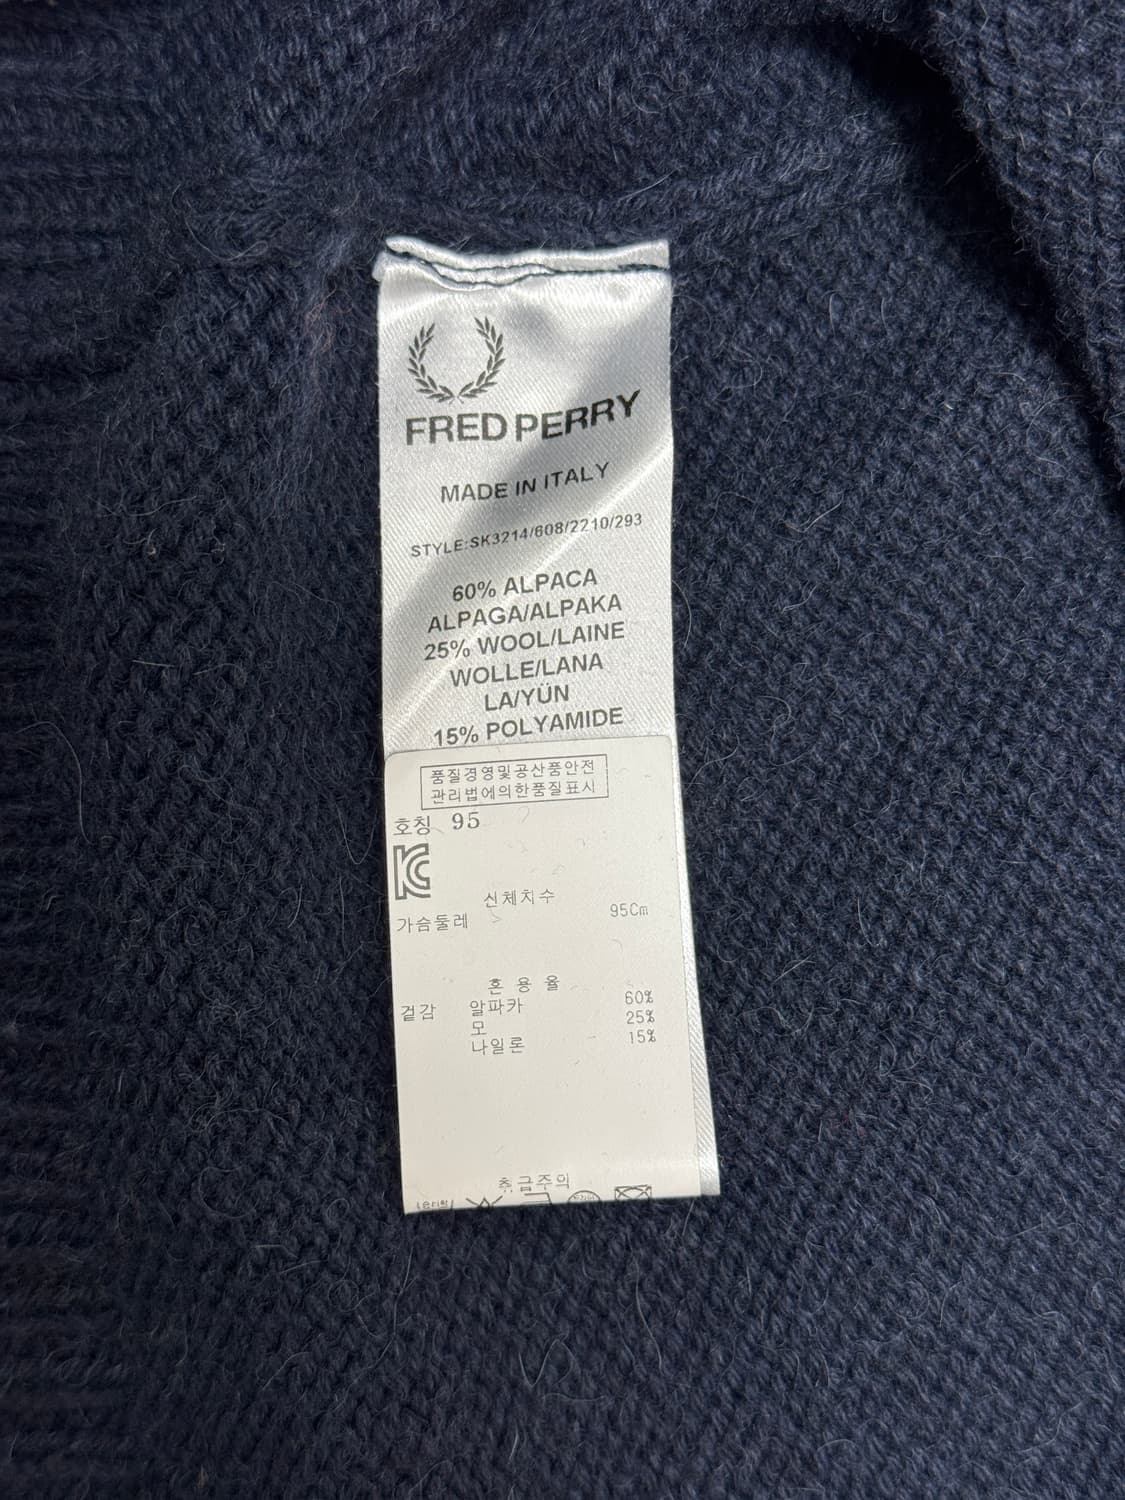 FRED PERRY
MADE IN ITALY
STYLE:SK3214/608/2210/293
60% ALPACA
ALPAGA/ALPAKA
25% WOOL/LAINE
WOLLE/LANA
LA/YÜN
15% POLYAMIDE
품질경영및공산품안전
관리법에의한품질표시
호칭 95
신체치수
가슴둘레 95Cm
혼 용 율
겉감 알파카 60%
모 25%
나일론 15%
취급주의